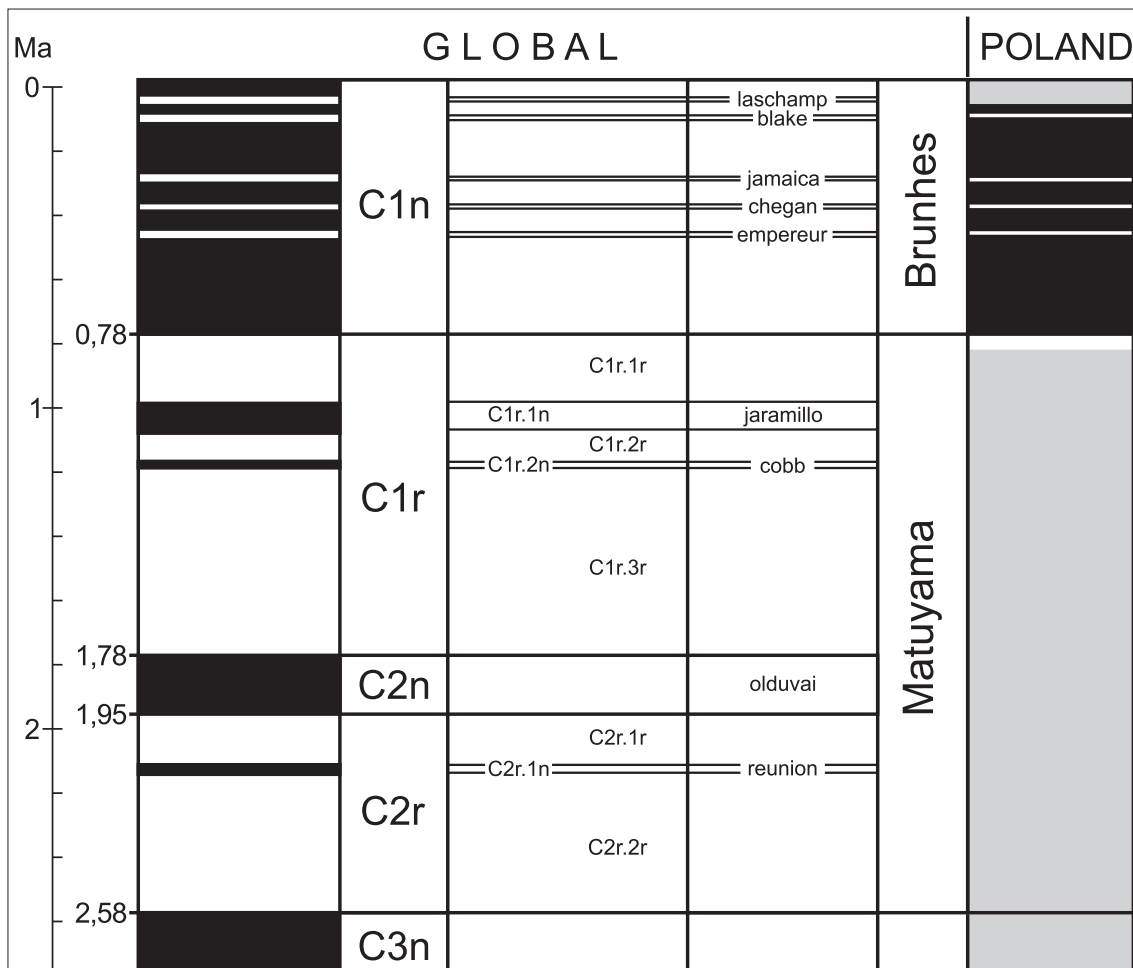 Ma
G L O B A L
POLAND
0
laschamp
blake
jamaica
C1n
chegan
Brunhes
empereur
0,78
C1r.1r
1
C1r.1n
jaramillo
C1r.2r
C1r.2n
cobb
C1r
C1r.3r
Matuyama
1,78
C2n
olduvai
1,95
2
C2r.1r
C2r.1n
reunion
C2r
C2r.2r
2,58
C3n